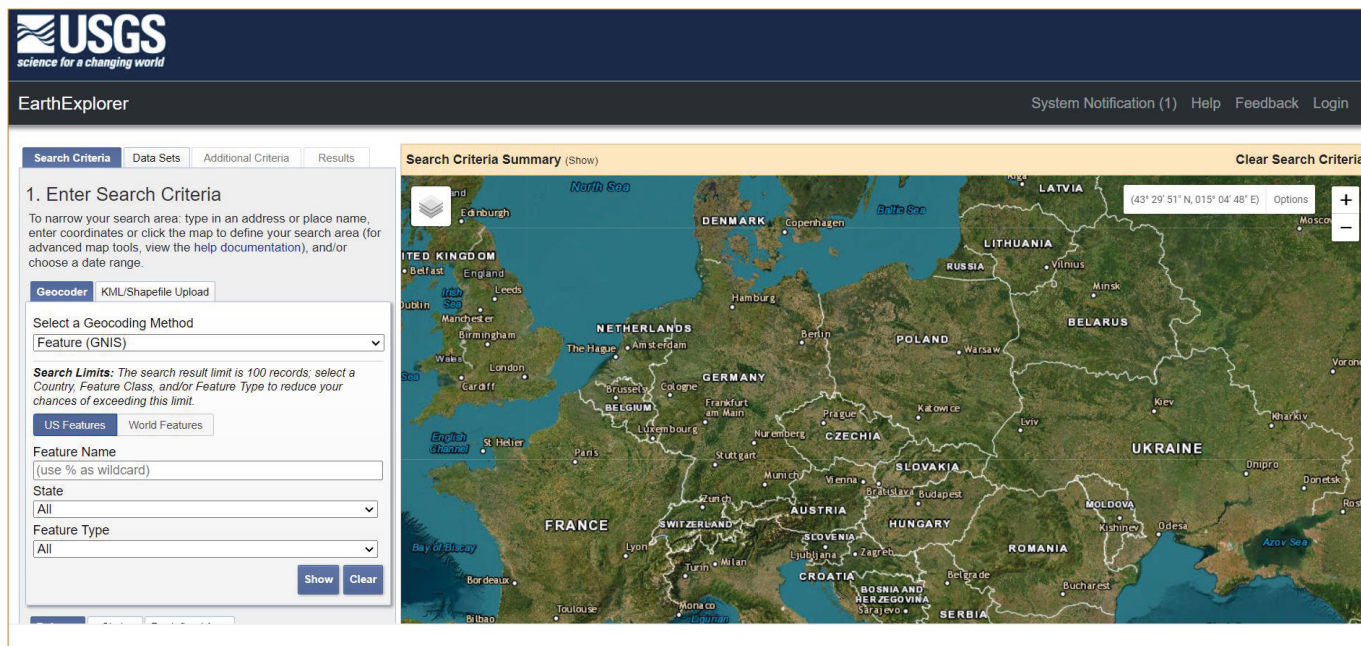 USGS
science for a changing world
EarthExplorer
System Notification (1) Help Feedback Login
Search Criteria Data Sets Additional Criteria Results
1. Enter Search Criteria
To narrow your search area: type in an address or place name,
enter coordinates or click the map to define your search area (for
advanced map tools, view the help documentation), and/or
choose a date range.
Geocoder KML/Shapefile Upload
Select a Geocoding Method
Feature (GNIS)
Search Limits: The search result limit is 100 records; select a
Country, Feature Class, and/or Feature Type to reduce your
chances of exceeding this limit.
US Features World Features
Feature Name
(use % as wildcard)
State
All
Feature Type
All
Show Clear
Search Criteria Summary (Show)
Clear Search Criteria
(43° 29' 51" N, 015° 04' 48" E) Options
+
−
North Sea
LATVIA
Edinburgh
DENMARK
Copenhagen
Baltic Sea
LITHUANIA
RUSSIA
Vilnius
Belfast
England
Irish
Sea
Leeds
Minsk
Hamburg
Manchester
Birmingham
NETHERLANDS
The Hague
Amsterdam
Berlin
POLAND
Warsaw
BELARUS
Wales
London
Cardiff
GERMANY
Brussels
Cologne
BELGIUM
Frankfurt
am Main
Prague
Katowice
Kiev
Kharkiv
Luxembourg
Nuremberg
CZECHIA
Lviv
English
Channel
St Helier
Paris
Stuttgart
UKRAINE
SLOVAKIA
Dnipro
Munich
Vienna
Bratislava
Budapest
Donetsk
Zurich
AUSTRIA
MOLDOVA
FRANCE
SWITZERLAND
HUNGARY
Kishinev
Odesa
SLOVENIA
Bay of Biscay
Lyon
Ljubljana
Zagreb
ROMANIA
Azov Sea
Turin
Milan
CROATIA
Belgrade
Bordeaux
BOSNIA AND
HERZEGOVINA
Bucharest
Toulouse
Monaco
Sarajevo
SERBIA
Bilbao